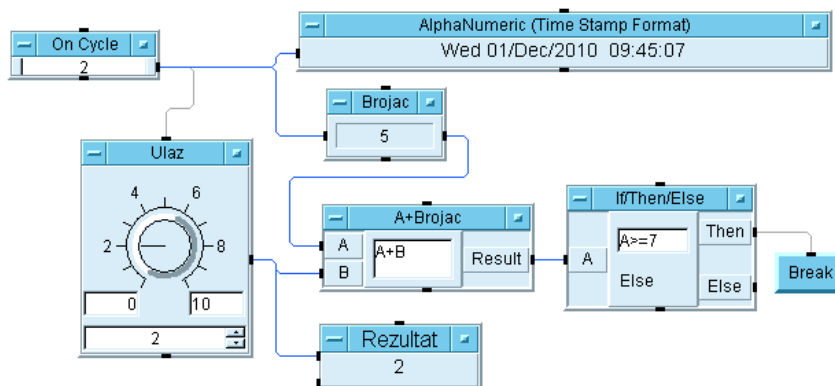 On Cycle
2
AlphaNumeric (Time Stamp Format)
Wed 01/Dec/2010 09:45:07
Brojac
5
Ulaz
4
6
2
8
0
10
2
A+Brojac
A
B
A+B
Result
If/Then/Else
A
A>=7
Else
Then
Else
Break
Rezultat
2